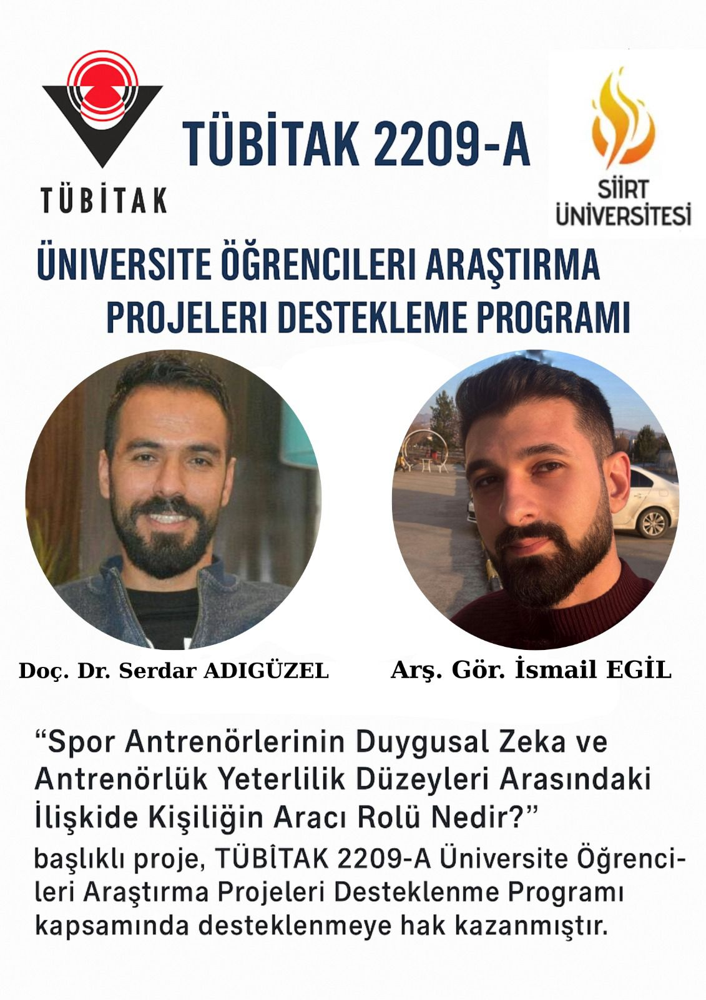 TÜBİTAK
TÜBİTAK 2209-A
SİİRT
ÜNİVERSİTESİ
ÜNIVERSITE ÖĞRENCILERI ARAŞTIRMA
PROJELERI DESTEKLEME PROGRAMI
Doç. Dr. Serdar ADIGÜZEL
Arş. Gör. İsmail EGİL
“Spor Antrenörlerinin Duygusal Zeka ve
Antrenörlük Yeterlilik Düzeyleri Arasındaki
İlişkide Kişiliğin Aracı Rolü Nedir?”
başlıklı proje, TÜBÎTAK 2209-A Üniversite Öğrenci-
leri Araştırma Projeleri Desteklenme Programı
kapsamında desteklenmeye hak kazanmıştır.